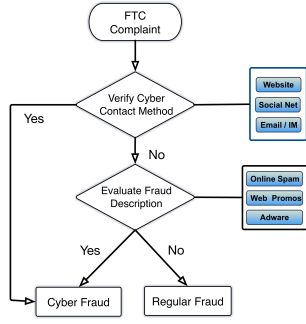 FTC
Complaint
Verify Cyber
Contact Method
Website
Social Net
Email / IM
Yes
No
Evaluate Fraud
Description
Online Spam
Web Promos
Adware
Yes
No
Cyber Fraud
Regular Fraud